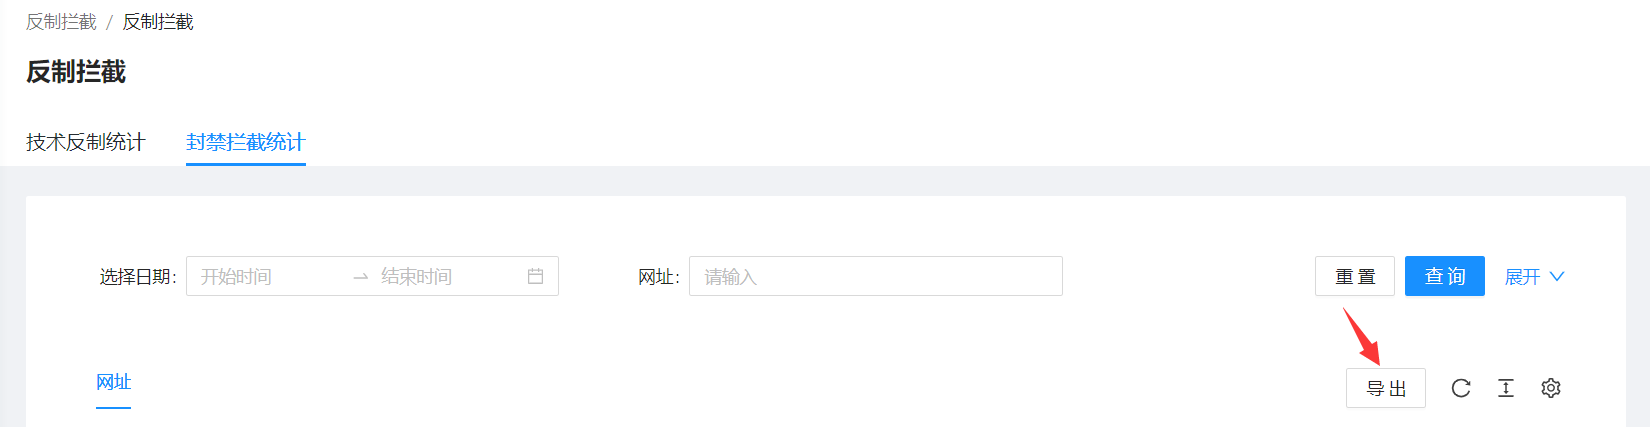 反制拦截 / 反制拦截
反制拦截
技术反制统计 封禁拦截统计
选择日期: 开始时间 → 结束时间 网址: 请输入 重置 查询 展开
网址 导出